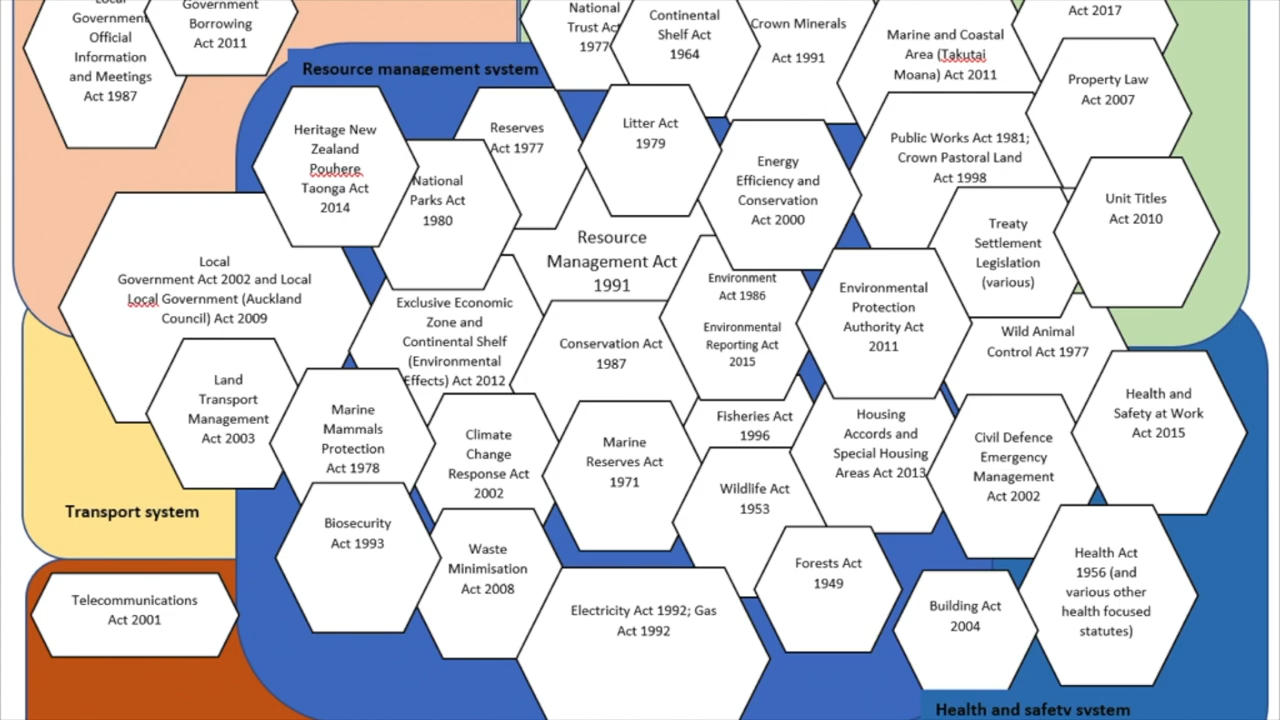 Local
Government
Official
Information
and Meetings
Act 1987
Government
Borrowing
Act 2011
National
Trust Act
1977
Continental
Shelf Act
1964
Crown Minerals
Act 1991
Marine and Coastal
Area (Takutai
Moana) Act 2011
Act 2017
Property Law
Act 2007
Resource management system
Heritage New
Zealand
Pouhere
Taonga Act
2014
National
Parks Act
1980
Reserves
Act 1977
Litter Act
1979
Energy
Efficiency and
Conservation
Act 2000
Public Works Act 1981;
Crown Pastoral Land
Act 1998
Unit Titles
Act 2010
Treaty
Settlement
Legislation
(various)
Resource
Management Act
1991
Local
Government Act 2002 and Local
Local Government (Auckland
Council) Act 2009
Exclusive Economic
Zone and
Continental Shelf
(Environmental
Effects) Act 2012
Conservation Act
1987
Environment
Act 1986
Environmental
Reporting Act
2015
Environmental
Protection
Authority Act
2011
Wild Animal
Control Act 1977
Land
Transport
Management
Act 2003
Marine
Mammals
Protection
Act 1978
Climate
Change
Response Act
2002
Marine
Reserves Act
1971
Fisheries Act
1996
Housing
Accords and
Special Housing
Areas Act 2013
Civil Defence
Emergency
Management
Act 2002
Health and
Safety at Work
Act 2015
Transport system
Biosecurity
Act 1993
Waste
Minimisation
Act 2008
Wildlife Act
1953
Forests Act
1949
Building Act
2004
Health Act
1956 (and
various other
health focused
statutes)
Telecommunications
Act 2001
Electricity Act 1992; Gas
Act 1992
Health and safety system